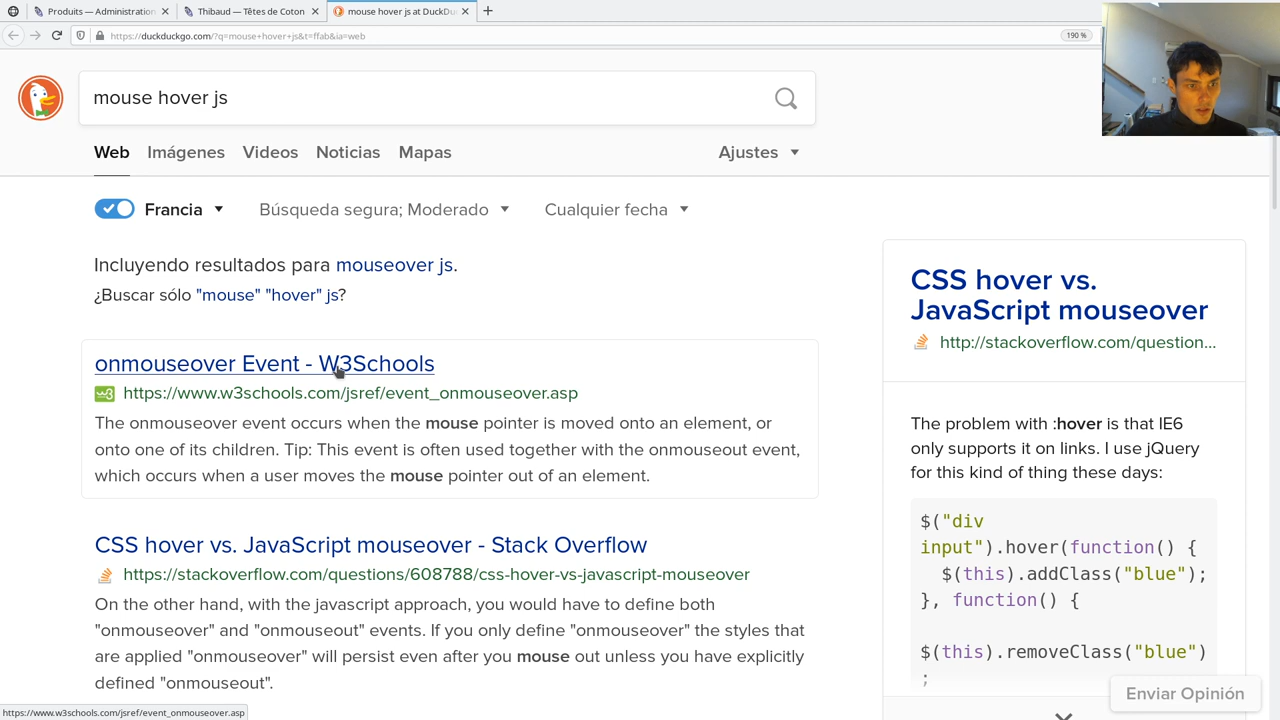 Produits — Administration
Thibaud — Têtes de Coton
mouse hover js at DuckDu
https://duckduckgo.com/?q=mouse+hover+js&t=ffab&ia=web
190 %
mouse hover js
Web Imágenes Videos Noticias Mapas Ajustes
Francia Búsqueda segura; Moderado Cualquier fecha
Incluyendo resultados para mouseover js.
¿Buscar sólo "mouse" "hover" js?
onmouseover Event - W3Schools
https://www.w3schools.com/jsref/event_onmouseover.asp
The onmouseover event occurs when the mouse pointer is moved onto an element, or
onto one of its children. Tip: This event is often used together with the onmouseout event,
which occurs when a user moves the mouse pointer out of an element.
CSS hover vs. JavaScript mouseover - Stack Overflow
https://stackoverflow.com/questions/608788/css-hover-vs-javascript-mouseover
On the other hand, with the javascript approach, you would have to define both
"onmouseover" and "onmouseout" events. If you only define "onmouseover" the styles that
are applied "onmouseover" will persist even after you mouse out unless you have explicitly
defined "onmouseout".
CSS hover vs.
JavaScript mouseover
http://stackoverflow.com/question...
The problem with :hover is that IE6
only supports it on links. I use jQuery
for this kind of thing these days:
$("div
input").hover(function() {
$(this).addClass("blue");
}, function() {
$(this).removeClass("blue")
;
Enviar Opinión
https://www.w3schools.com/jsref/event_onmouseover.asp